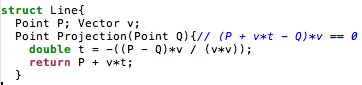 struct Line{
  Point P; Vector v;
  Point Projection(Point Q){// (P + v*t - Q)*v == 0
    double t = -((P - Q)*v / (v*v));
    return P + v*t;
  }